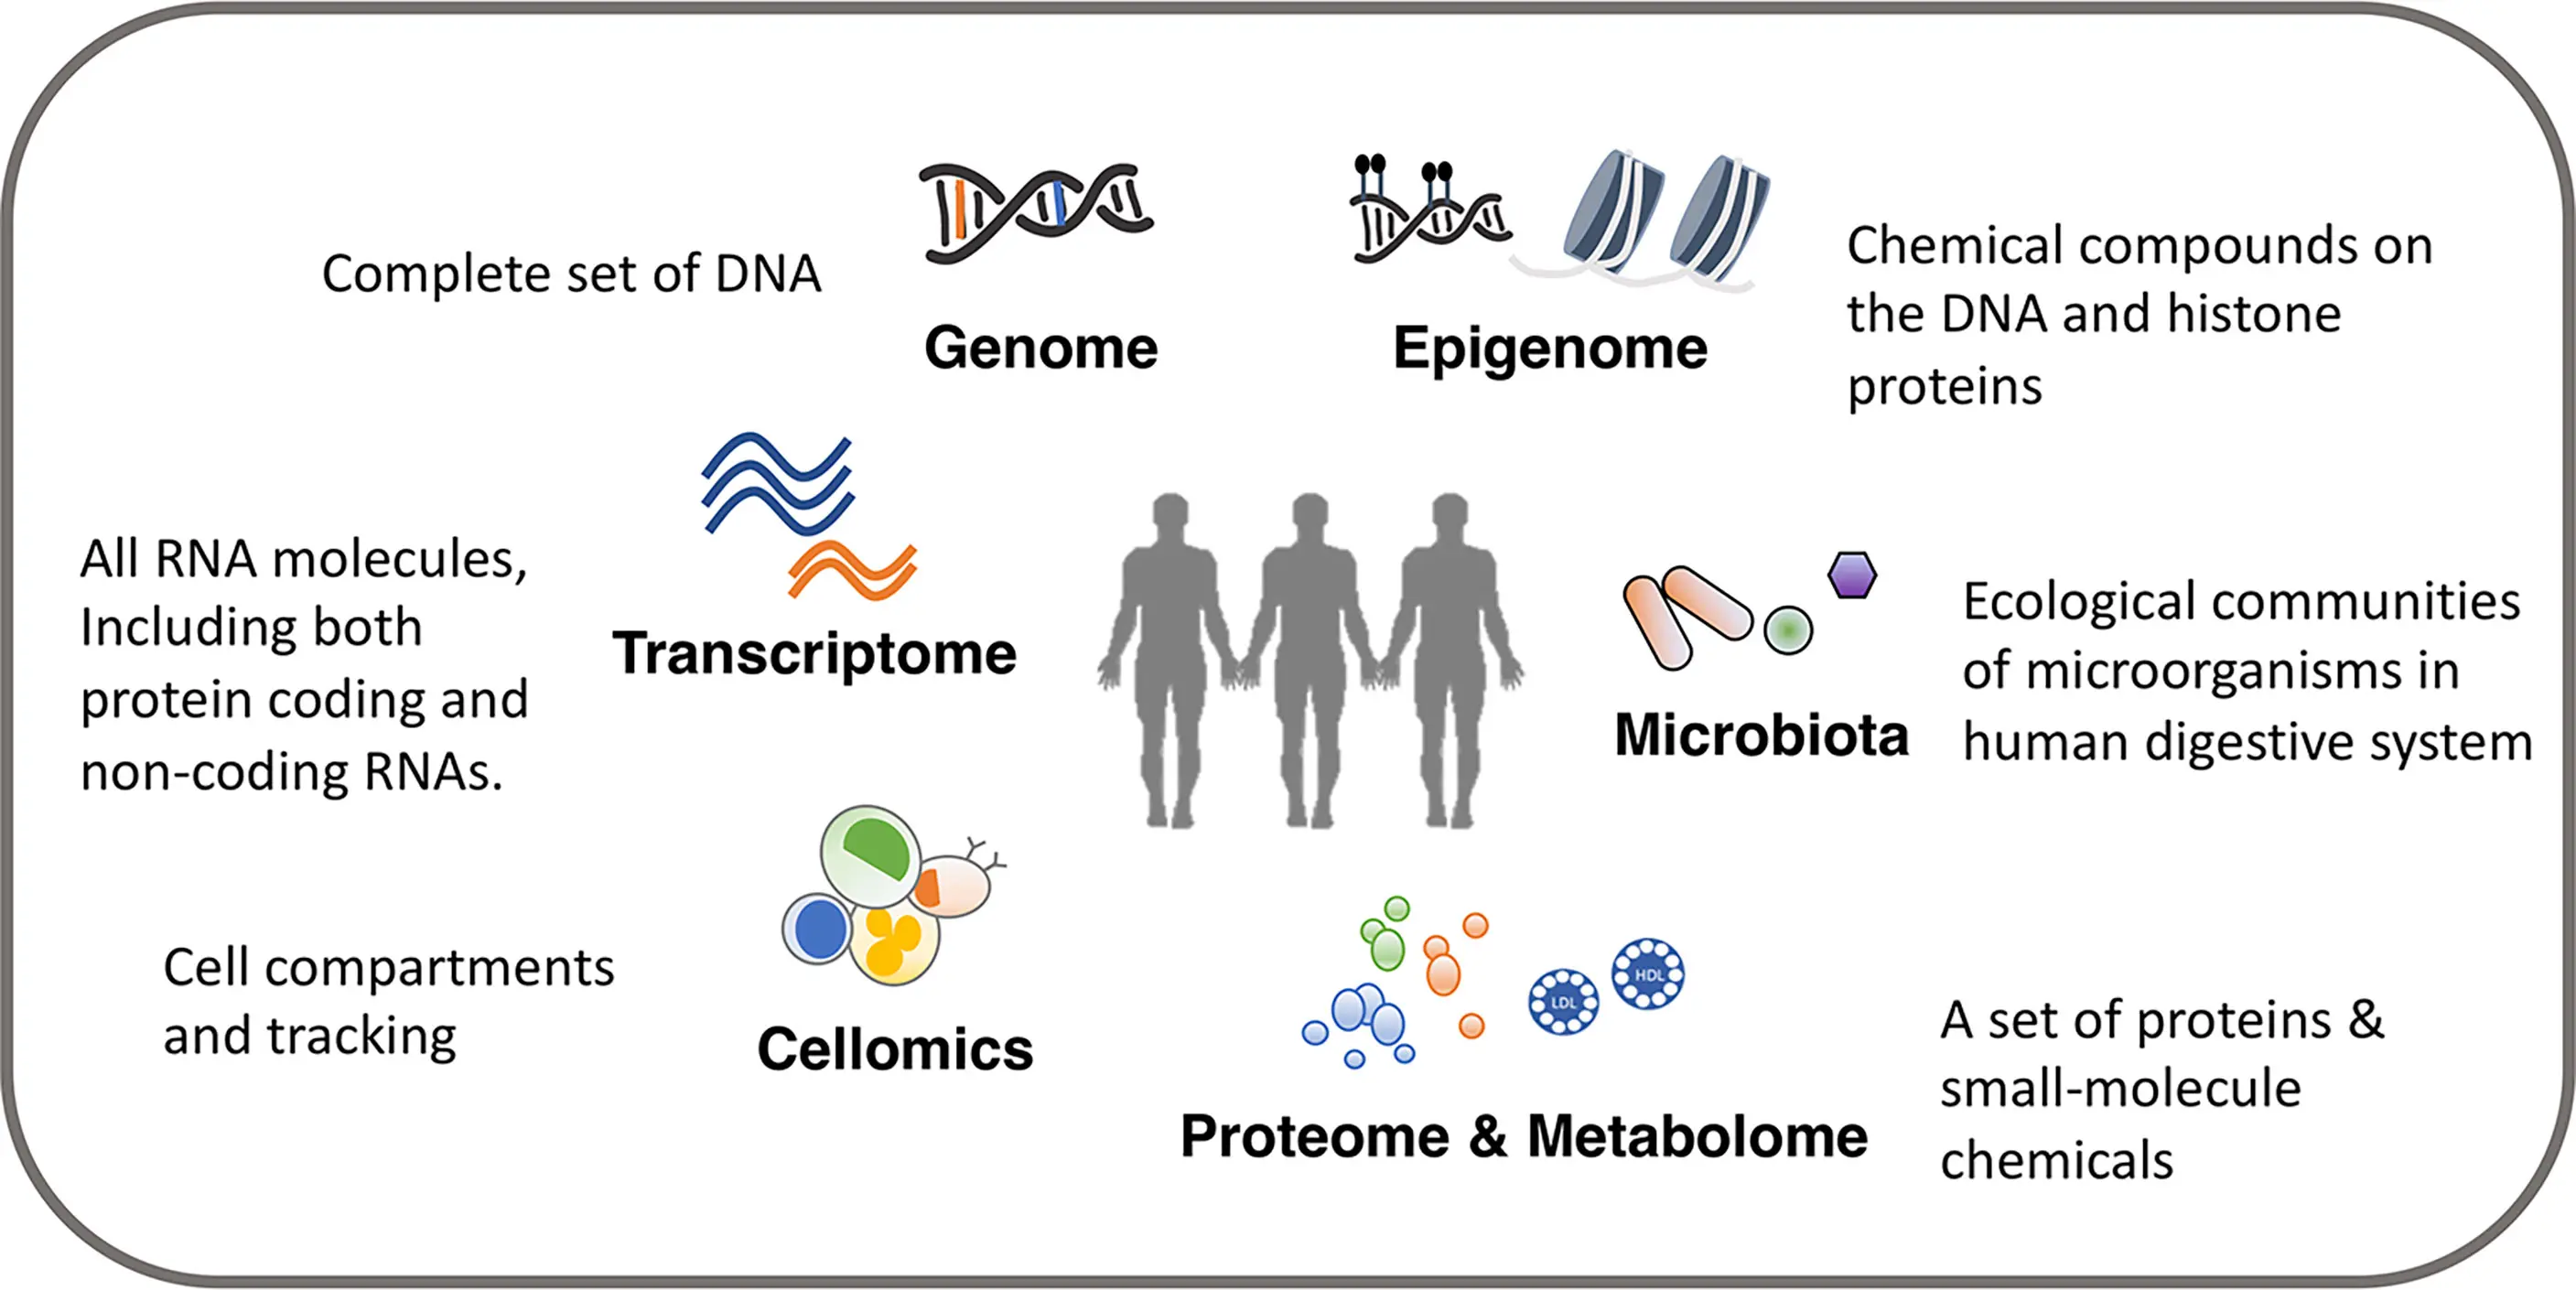 Complete set of DNA
Genome
Epigenome
Chemical compounds on
the DNA and histone
proteins
All RNA molecules,
Including both
protein coding and
non-coding RNAs.
Transcriptome
Microbiota
Ecological communities
of microorganisms in
human digestive system
Cell compartments
and tracking
Cellomics
LDL
HDL
Proteome & Metabolome
A set of proteins &
small-molecule
chemicals